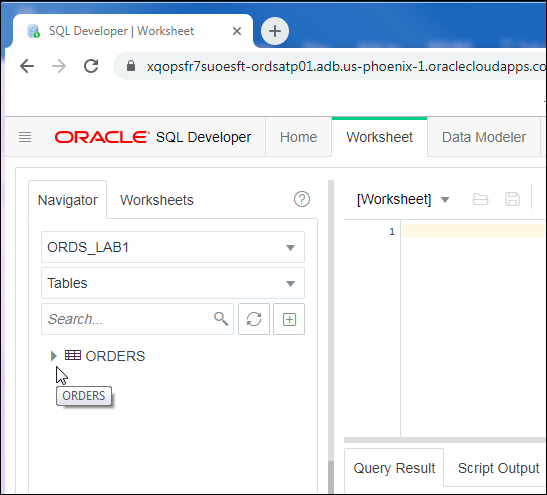 SQL Developer | Worksheet
xqopsfr7suoesft-ordsatp01.adb.us-phoenix-1.oraclecloudapps.co
ORACLE SQL Developer Home Worksheet Data Modeler
Navigator Worksheets ?
[Worksheet]
1
ORDS_LAB1
Tables
Search...
ORDERS
ORDERS
Query Result Script Output